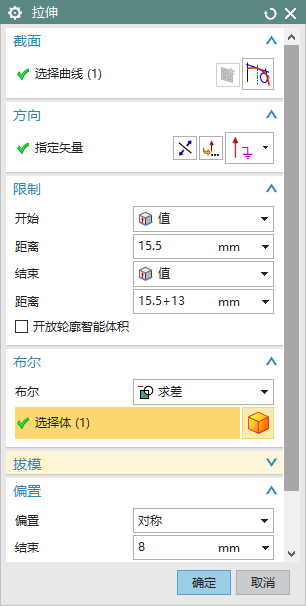 拉伸
截面
选择曲线 (1)
方向
指定矢量
限制
开始 值
距离 15.5 mm
结束 值
距离 15.5+13 mm
开放轮廓智能体积
布尔
布尔 求差
选择体 (1)
拔模
偏置
偏置 对称
结束 8 mm
确定 取消